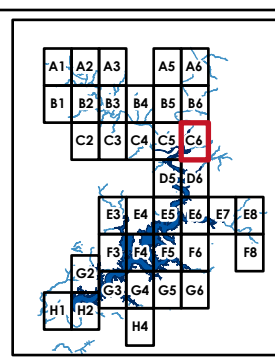 A1 A2 A3 A5 A6
B1 B2 B3 B4 B5 B6
C2 C3 C4 C5 C6
D5 D6
E3 E4 E5 E6 E7 E8
F3 F4 F5 F6 F8
G2
G3 G4 G5 G6
H1 H2
H4